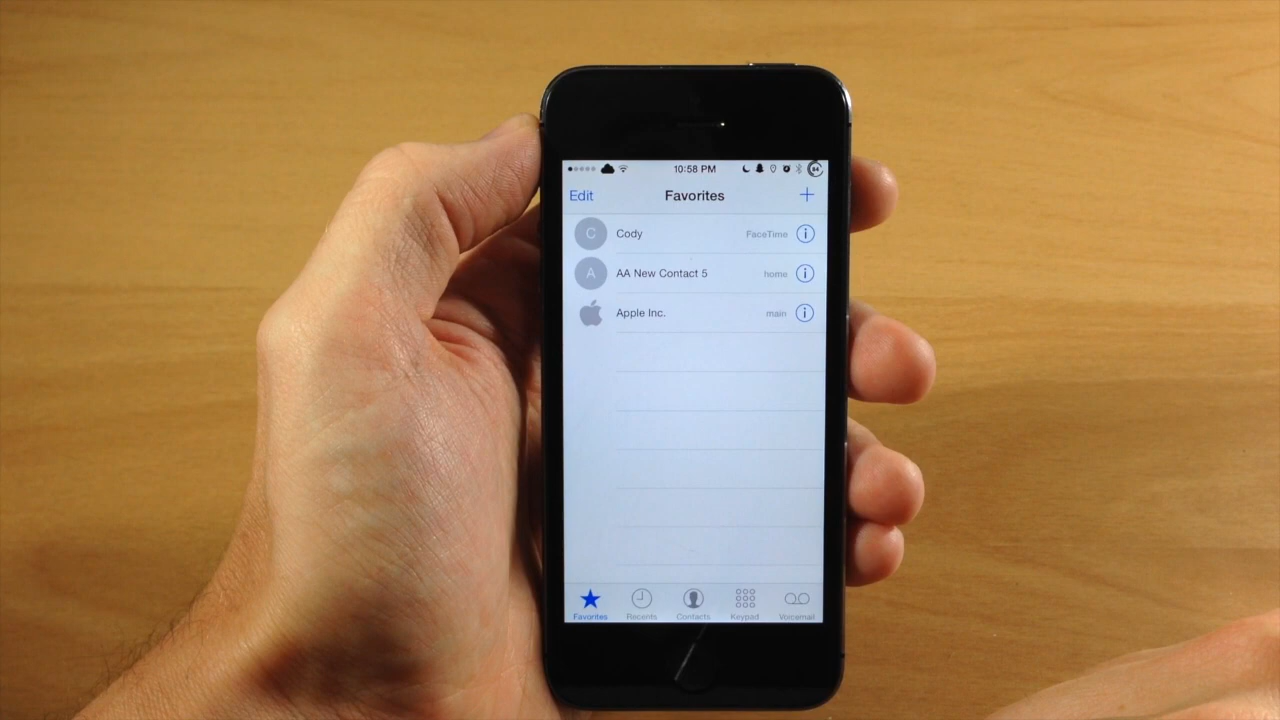 10:58 PM 84
Edit Favorites +
C Cody FaceTime i
A AA New Contact 5 home i
Apple Inc. main i
Favorites Recents Contacts Keypad Voicemail